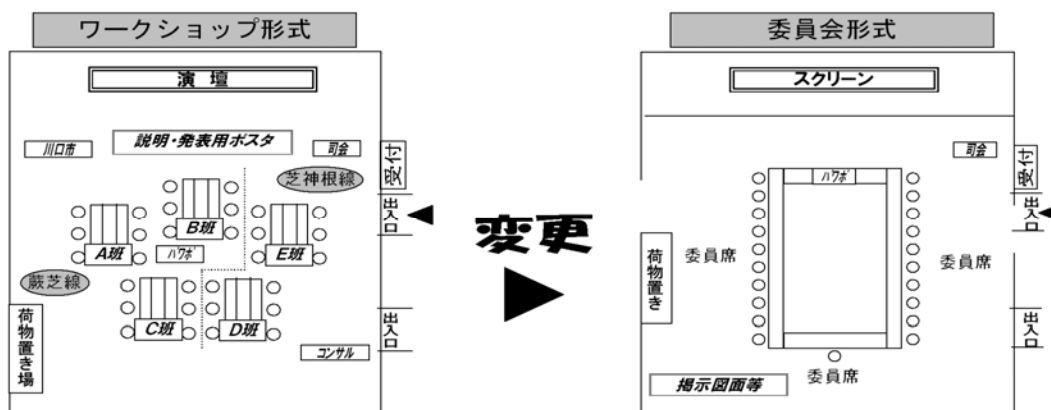 ワークショップ形式
演壇
川口市
説明・発表用ポスタ
司会
受付
芝神根線
出入口
B班
A班
ハワポ
E班
蕨芝線
C班
D班
荷物置き場
コンサル
出入口
変更
委員会形式
スクリーン
司会
受付
ハワポ
出入口
荷物置き
委員席
委員席
出入口
委員席
掲示図面等